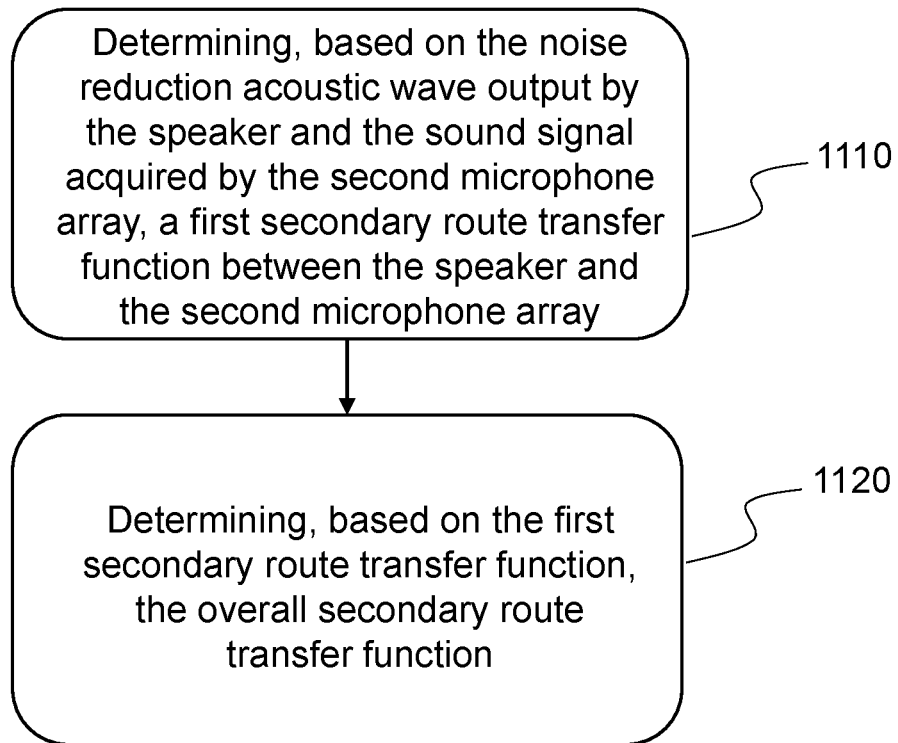 Determining, based on the noise
reduction acoustic wave output by
the speaker and the sound signal
acquired by the second microphone
array, a first secondary route transfer
function between the speaker and
the second microphone array
1110
Determining, based on the first
secondary route transfer function,
the overall secondary route
transfer function
1120